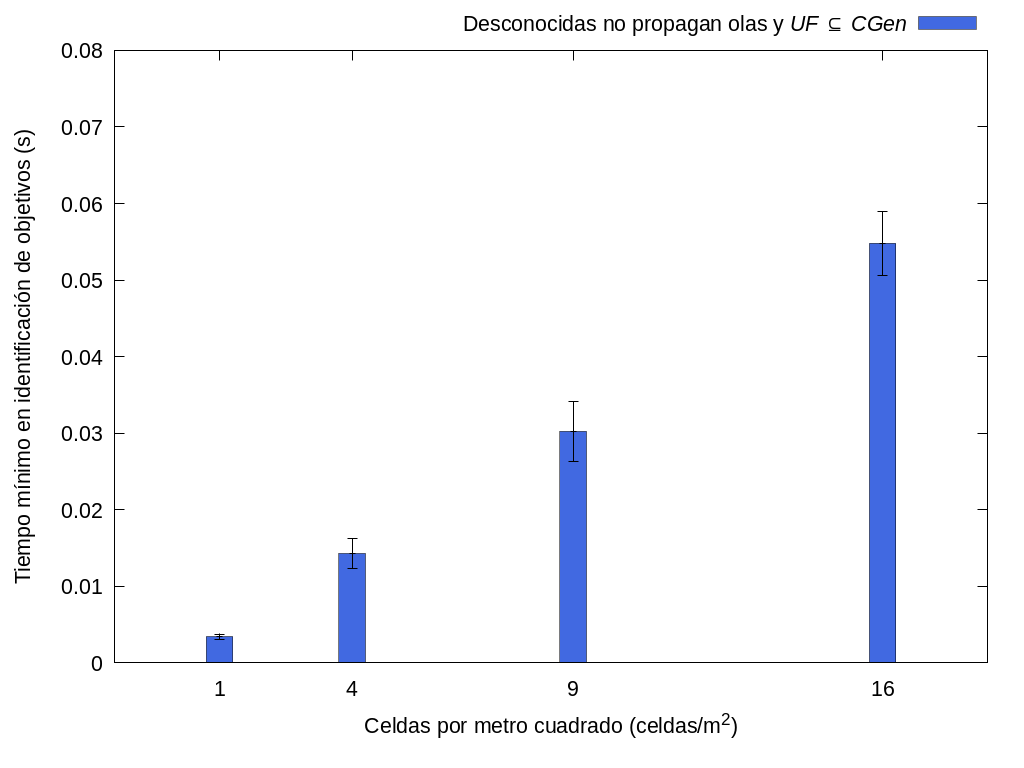 Desconocidas no propagan olas y UF ⊆ CGen
0.08
0.07
0.06
0.05
0.04
0.03
0.02
0.01
0
Tiempo mínimo en identificación de objetivos (s)
1 4 9 16
Celdas por metro cuadrado (celdas/m²)